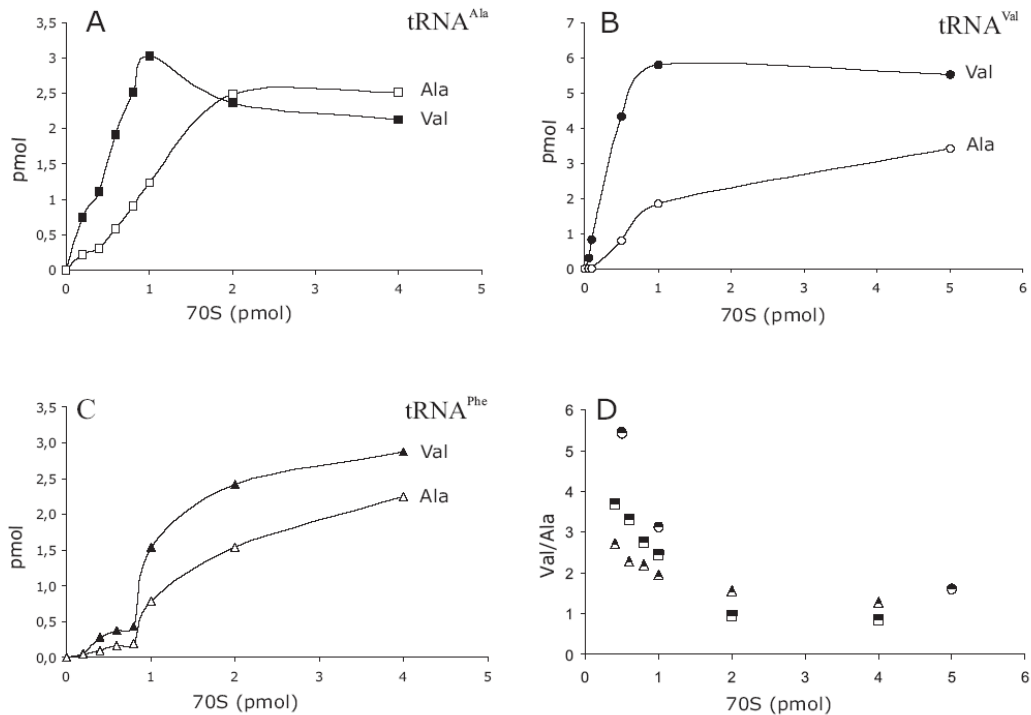 A
tRNA^Ala
3,5
3
2,5
2
1,5
1
0,5
0
pmol
Ala
Val
0 1 2 3 4 5
70S (pmol)
B
tRNA^Val
7
6
5
4
3
2
1
0
pmol
Val
Ala
0 1 2 3 4 5 6
70S (pmol)
C
tRNA^Phe
3,5
3,0
2,5
2,0
1,5
1,0
0,5
0,0
pmol
Val
Ala
0 1 2 3 4 5
70S (pmol)
D
6
5
4
3
2
1
0
Val/Ala
0 1 2 3 4 5 6
70S (pmol)